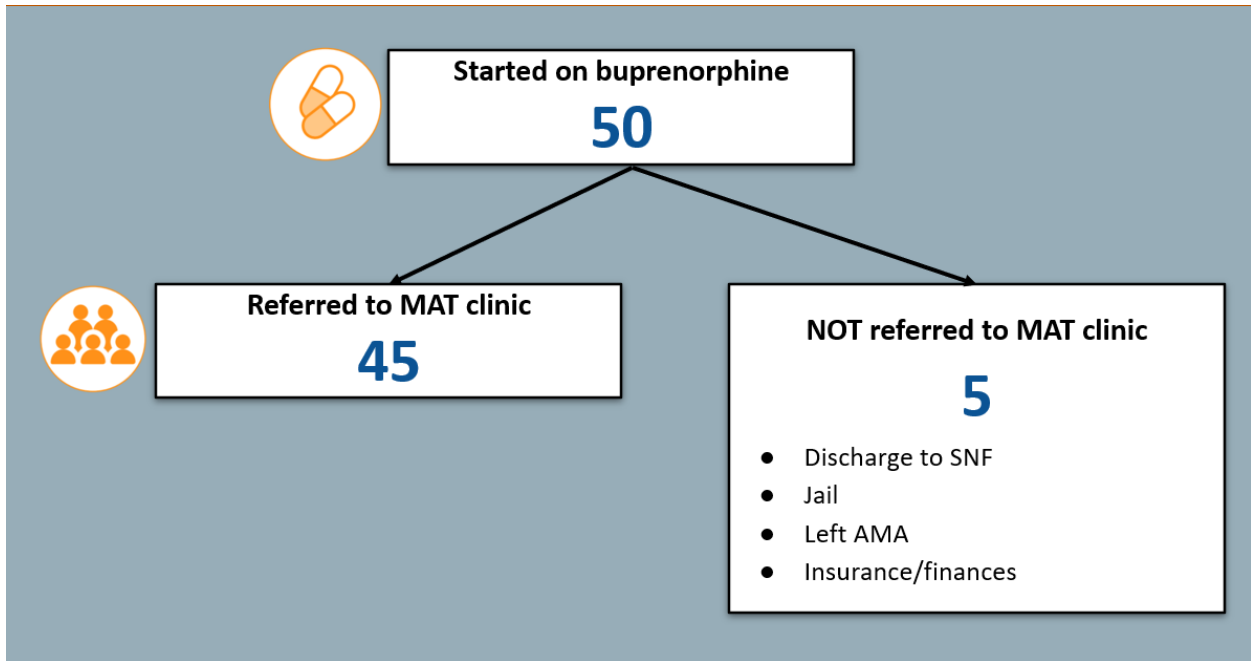 Started on buprenorphine
50
Referred to MAT clinic
45
NOT referred to MAT clinic
5
● Discharge to SNF
● Jail
● Left AMA
● Insurance/finances